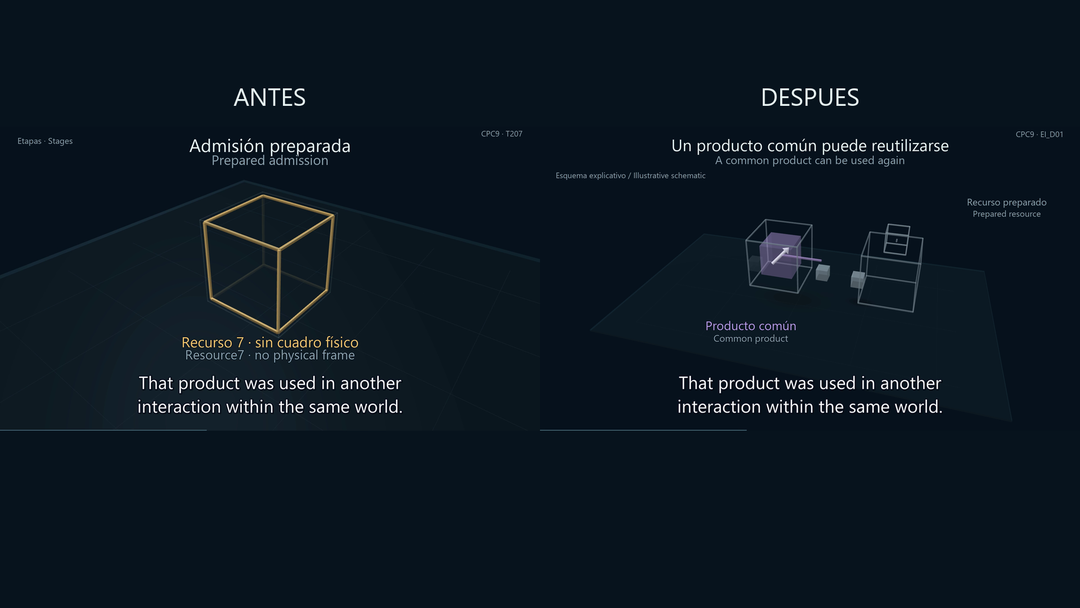 ANTES
Etapas · Stages
CPC9 · T207
Admisión preparada
Prepared admission
Recurso 7 · sin cuadro físico
Resource7 · no physical frame
That product was used in another
interaction within the same world.
DESPUES
CPC9 · EI_D01
Un producto común puede reutilizarse
A common product can be used again
Esquema explicativo / Illustrative schematic
Recurso preparado
Prepared resource
Producto común
Common product
That product was used in another
interaction within the same world.